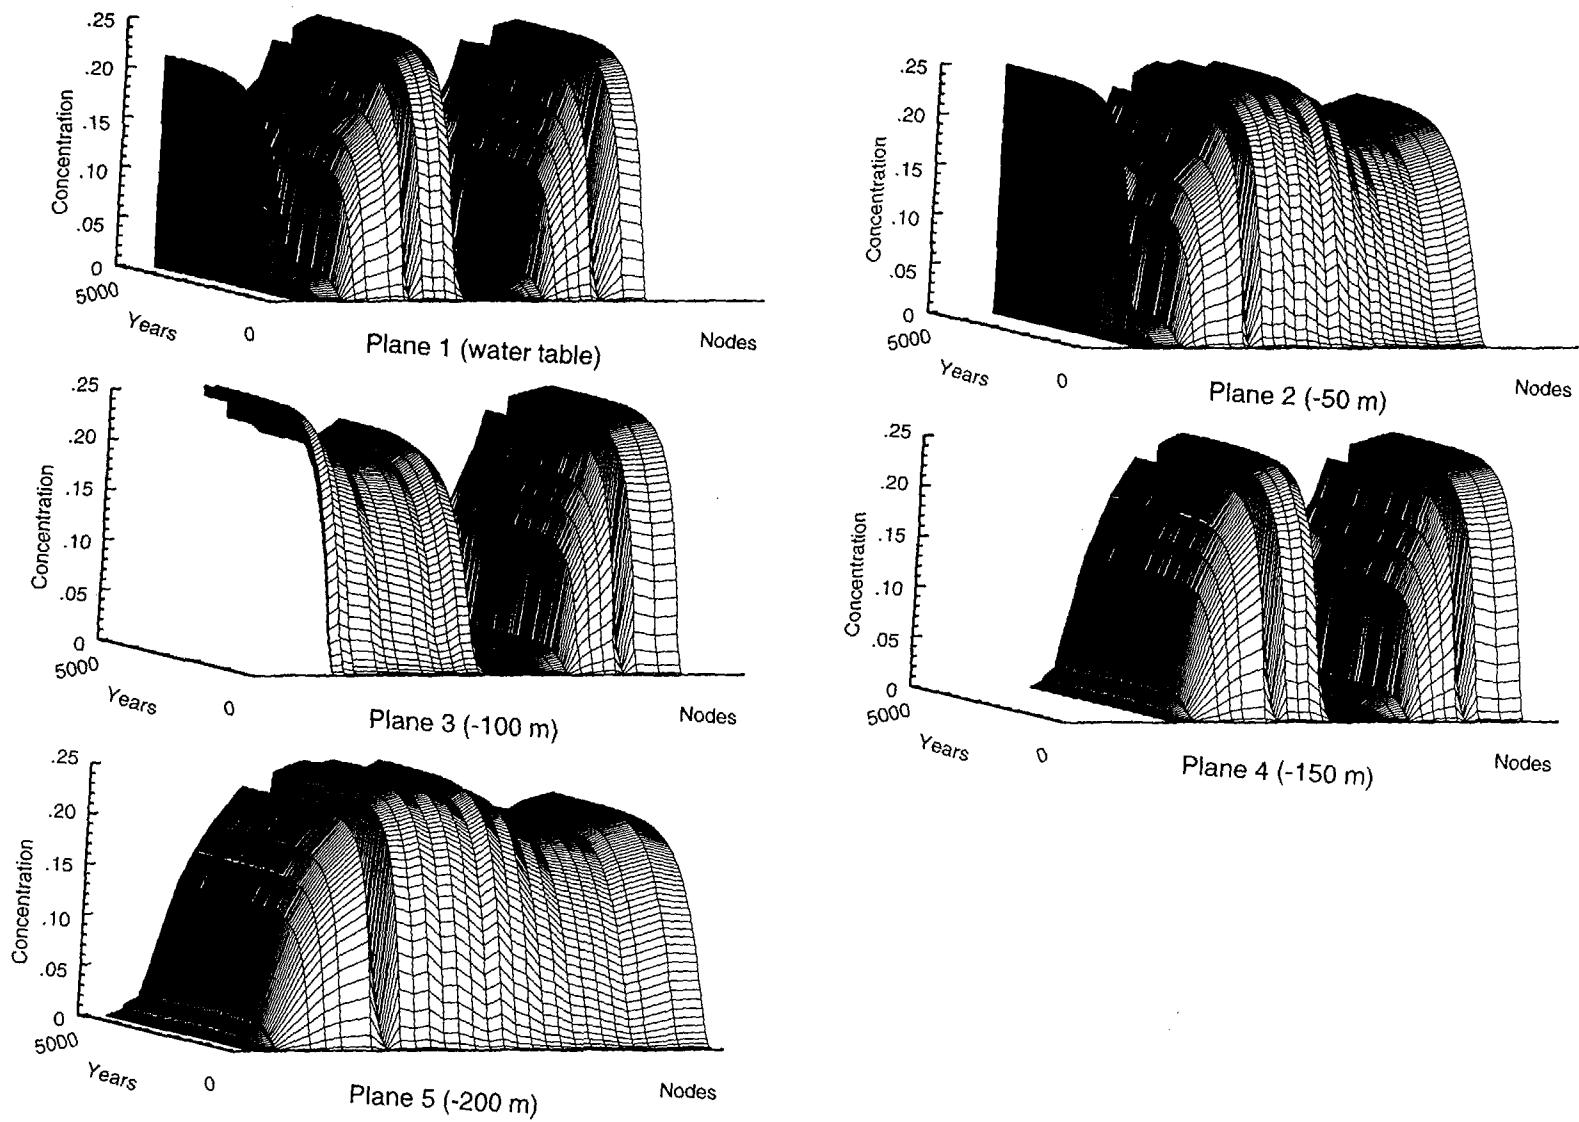 .25
.20
.15
.10
.05
0
Concentration
5000
Years
0
Plane 1 (water table)
Nodes
.25
.20
.15
.10
.05
0
Concentration
5000
Years
0
Plane 2 (-50 m)
Nodes
.25
.20
.15
.10
.05
0
Concentration
5000
Years
0
Plane 3 (-100 m)
Nodes
.25
.20
.15
.10
.05
0
Concentration
5000
Years
0
Plane 4 (-150 m)
Nodes
.25
.20
.15
.10
.05
0
Concentration
5000
Years
0
Plane 5 (-200 m)
Nodes